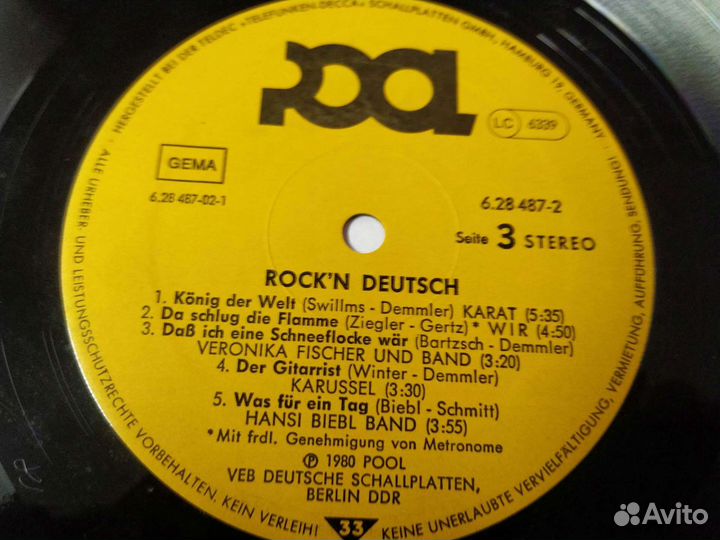 HERGESTELLT BEI DER TELDEC »TELEFUNKEN-DECCA« SCHALLPLATTEN GMBH, HAMBURG 19, GERMANY ·
POOL
LC 6339
GEMA
6.28 487-02-1
6.28 487-2
Seite 3 STEREO
ROCK'N DEUTSCH
1. König der Welt (Swillms - Demmler) KARAT (5:35)
2. Da schlug die Flamme (Ziegler - Gertz)* WIR (4:50)
3. Daß ich eine Schneeflocke wär (Bartzsch - Demmler)
VERONIKA FISCHER UND BAND (3:20)
4. Der Gitarrist (Winter - Demmler)
KARUSSEL (3:30)
5. Was für ein Tag (Biebl - Schmitt)
HANSI BIEBL BAND (3:55)
*Mit frdl. Genehmigung von Metronome
℗ 1980 POOL
VEB DEUTSCHE SCHALLPLATTEN,
BERLIN DDR
33
ALLE URHEBER- UND LEISTUNGSSCHUTZRECHTE VORBEHALTEN. KEIN VERLEIH! KEINE UNERLAUBTE VERVIELFÄLTIGUNG, VERMIETUNG, AUFFÜHRUNG, SENDUNG!
Avito